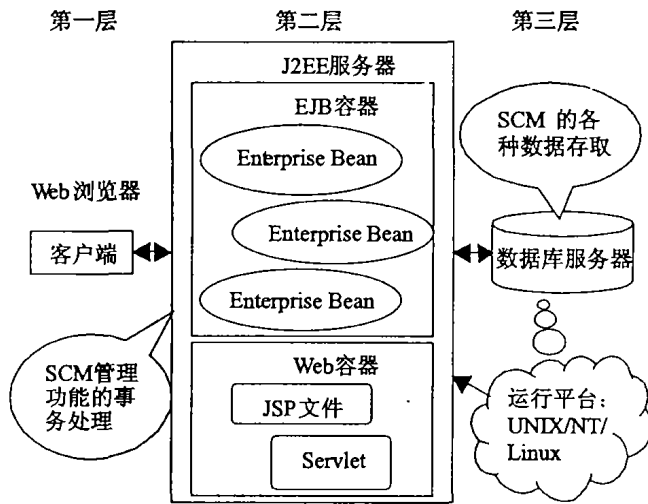 第一层
第二层
第三层
J2EE服务器
EJB容器
Enterprise Bean
Enterprise Bean
Enterprise Bean
Web浏览器
客户端
SCM管理
功能的事
务处理
Web容器
JSP文件
Servlet
SCM 的各
种数据存取
数据库服务器
运行平台：
UNIX/NT/
Linux